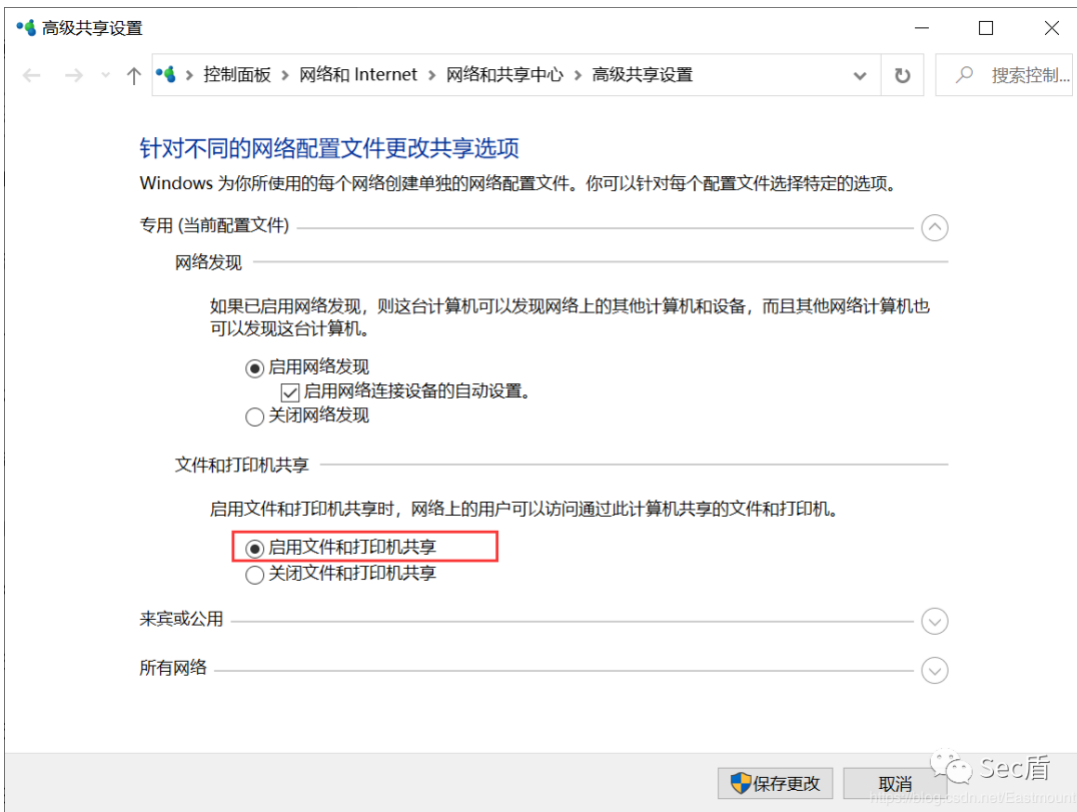 高级共享设置
控制面板 > 网络和 Internet > 网络和共享中心 > 高级共享设置
搜索控制...
针对不同的网络配置文件更改共享选项
Windows 为你所使用的每个网络创建单独的网络配置文件。你可以针对每个配置文件选择特定的选项。
专用 (当前配置文件)
网络发现
如果已启用网络发现，则这台计算机可以发现网络上的其他计算机和设备，而且其他网络计算机也
可以发现这台计算机。
启用网络发现
启用网络连接设备的自动设置。
关闭网络发现
文件和打印机共享
启用文件和打印机共享时，网络上的用户可以访问通过此计算机共享的文件和打印机。
启用文件和打印机共享
关闭文件和打印机共享
来宾或公用
所有网络
保存更改
取消
Sec盾
https://blog.csdn.net/Eastmount